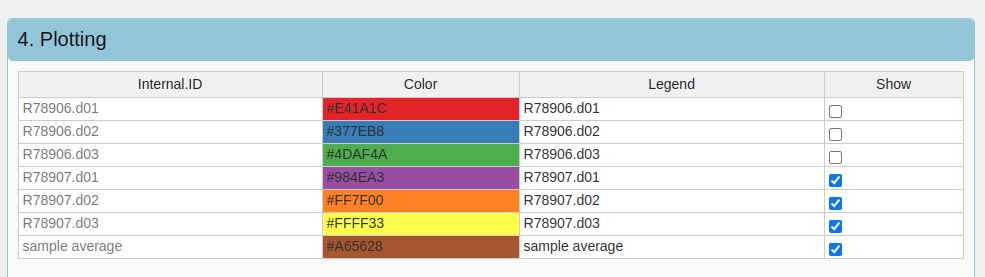 4. Plotting
Internal.ID Color Legend Show
R78906.d01 #E41A1C R78906.d01
R78906.d02 #377EB8 R78906.d02
R78906.d03 #4DAF4A R78906.d03
R78907.d01 #984EA3 R78907.d01
R78907.d02 #FF7F00 R78907.d02
R78907.d03 #FFFF33 R78907.d03
sample average #A65628 sample average